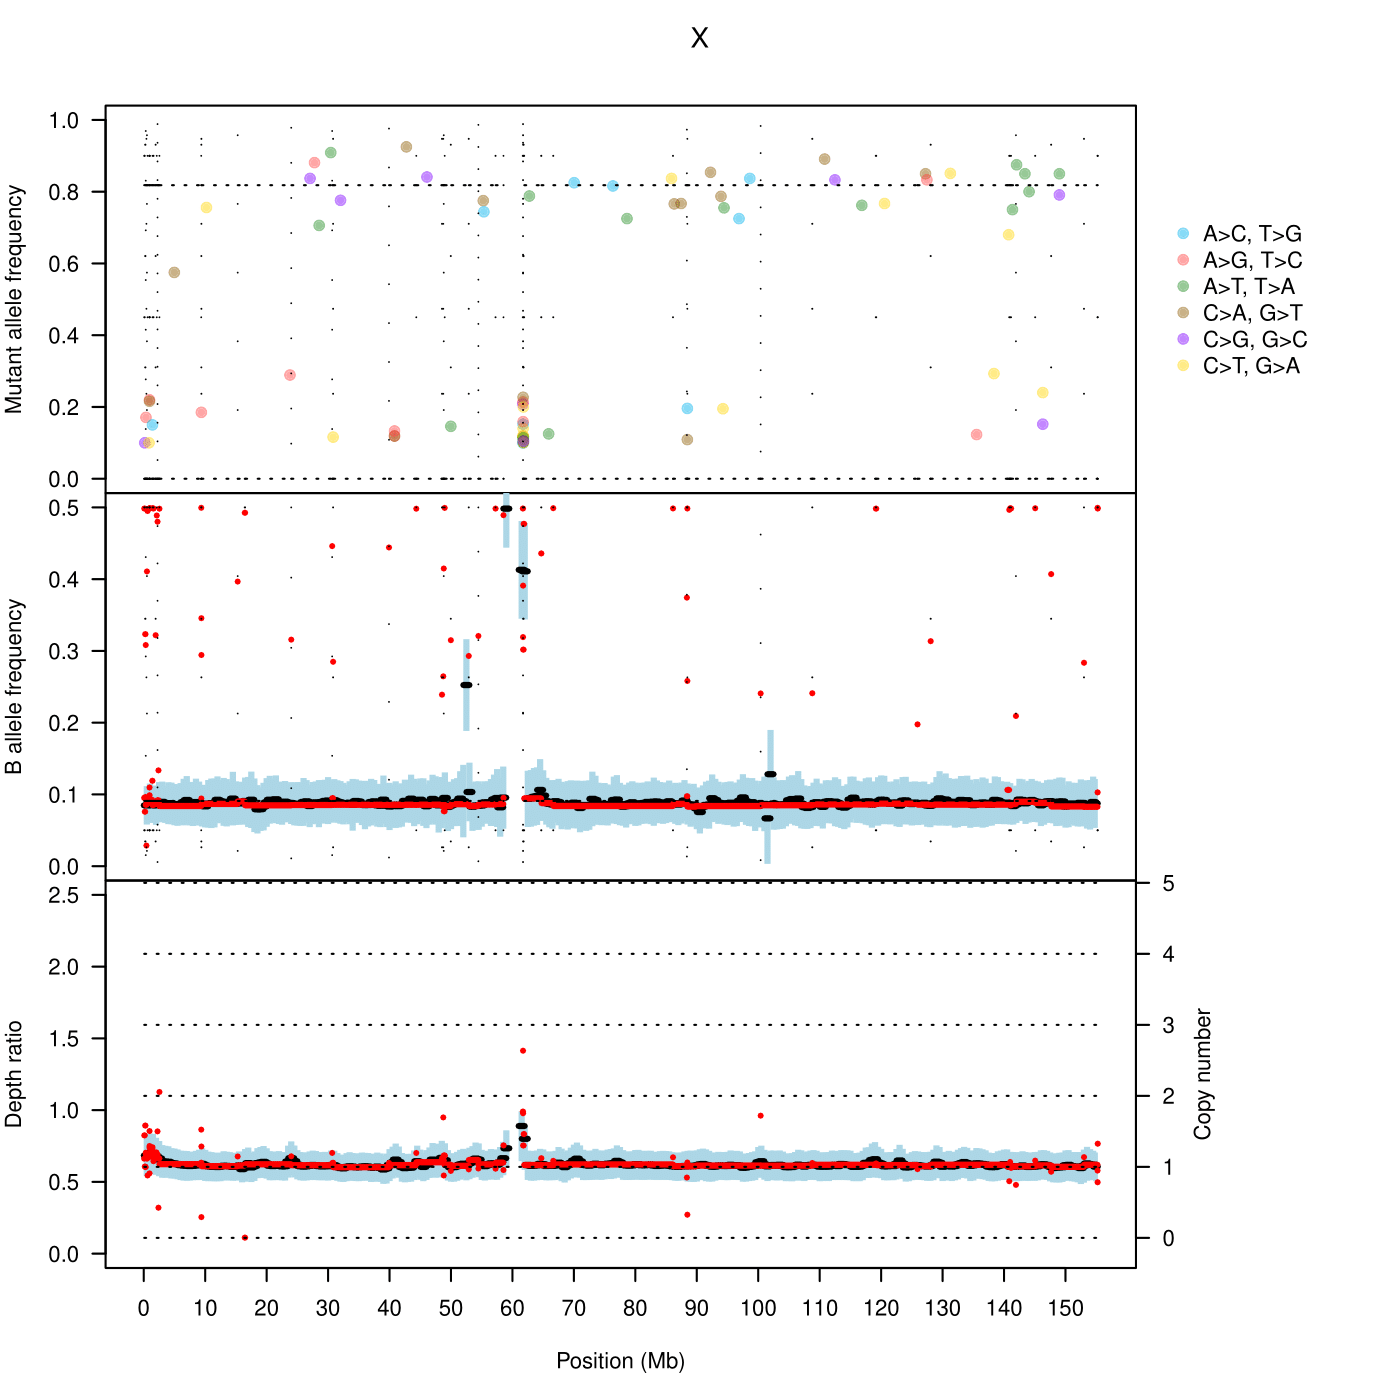 X
Mutant allele frequency
1.0
0.8
0.6
0.4
0.2
0.0
A>C, T>G
A>G, T>C
A>T, T>A
C>A, G>T
C>G, G>C
C>T, G>A
B allele frequency
0.5
0.4
0.3
0.2
0.1
0.0
Depth ratio
2.5
2.0
1.5
1.0
0.5
0.0
5
4
3
2
1
0
Copy number
0 10 20 30 40 50 60 70 80 90 100 110 120 130 140 150
Position (Mb)